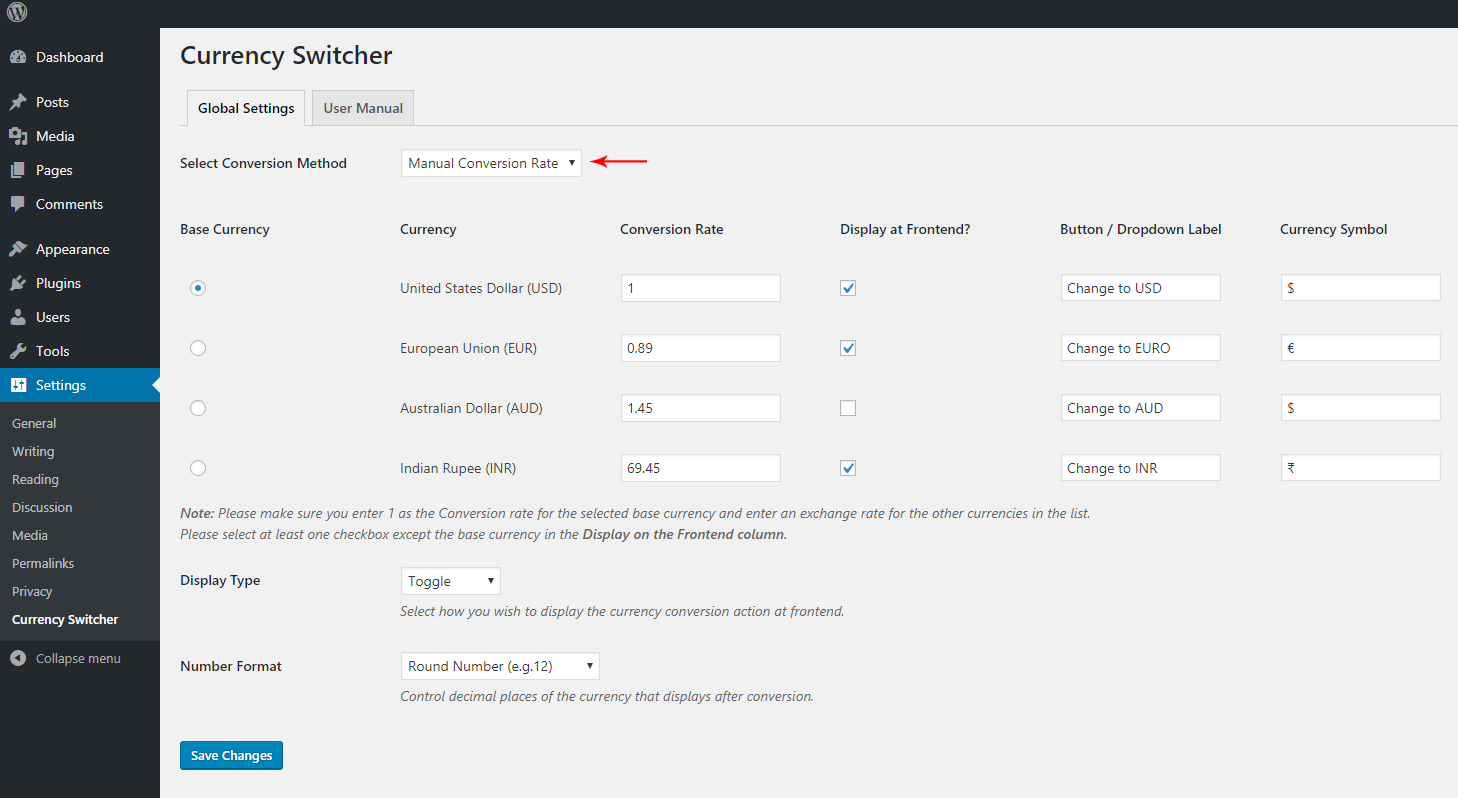 Currency Switcher
Dashboard
Posts
Media
Pages
Comments
Appearance
Plugins
Users
Tools
Settings
General
Writing
Reading
Discussion
Media
Permalinks
Privacy
Currency Switcher
Collapse menu
Global Settings User Manual
Select Conversion Method Manual Conversion Rate
Base Currency Currency Conversion Rate Display at Frontend? Button / Dropdown Label Currency Symbol
United States Dollar (USD) 1 Change to USD $
European Union (EUR) 0.89 Change to EURO €
Australian Dollar (AUD) 1.45 Change to AUD $
Indian Rupee (INR) 69.45 Change to INR ₹
Note: Please make sure you enter 1 as the Conversion rate for the selected base currency and enter an exchange rate for the other currencies in the list.
Please select at least one checkbox except the base currency in the Display on the Frontend column.
Display Type Toggle
Select how you wish to display the currency conversion action at frontend.
Number Format Round Number (e.g.12)
Control decimal places of the currency that displays after conversion.
Save Changes